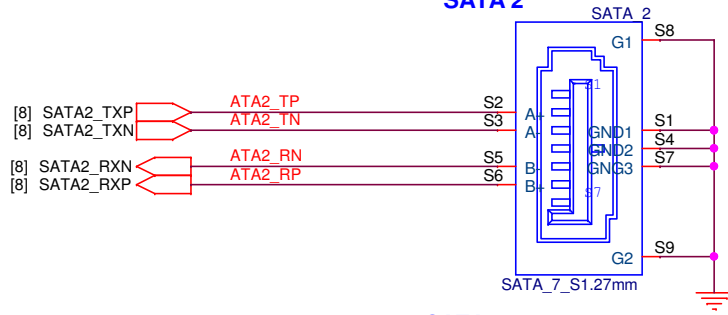 SATA 2
SATA_2
G1
S8
[8] SATA2_TXP
ATA2_TP
S2
A+
S1
[8] SATA2_TXN
ATA2_TN
S3
A-
GND1
S1
GND2
S4
[8] SATA2_RXN
ATA2_RN
S5
B-
GNG3
S7
[8] SATA2_RXP
ATA2_RP
S6
B+
S7
G2
S9
SATA_7_S1.27mm